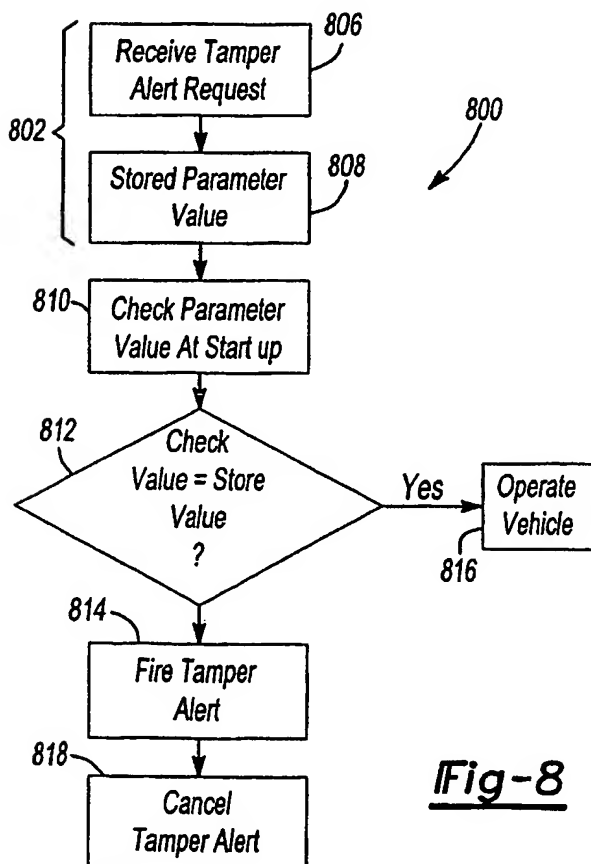 806
Receive Tamper
Alert Request
802
800
808
Stored Parameter
Value
810
Check Parameter
Value At Start up
812
Check
Value = Store
Value
?
Yes
Operate
Vehicle
816
814
Fire Tamper
Alert
818
Cancel
Tamper Alert
Fig-8